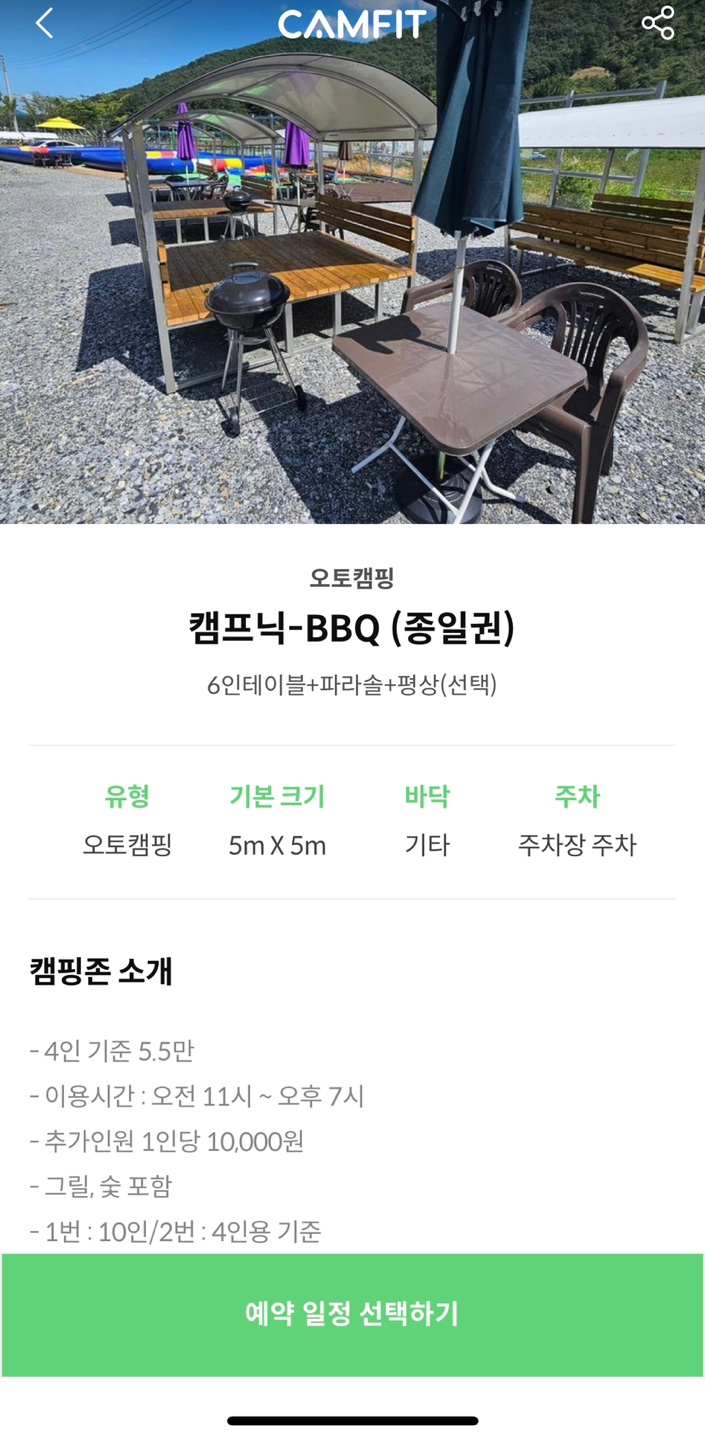 CAMFIT
오토캠핑
캠프닉-BBQ (종일권)
6인테이블+파라솔+평상(선택)
유형 기본 크기 바닥 주차
오토캠핑 5m X 5m 기타 주차장 주차
캠핑존 소개
- 4인 기준 5.5만
- 이용시간 : 오전 11시 ~ 오후 7시
- 추가인원 1인당 10,000원
- 그릴, 숯 포함
- 1번 : 10인/2번 : 4인용 기준
예약 일정 선택하기